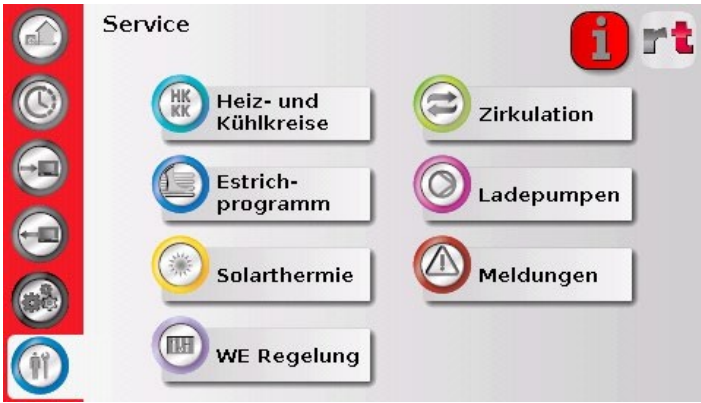 Service
i
rt
HK
KK
Heiz- und
Kühlkreise
Zirkulation
Estrich-
programm
Ladepumpen
Solarthermie
Meldungen
WE Regelung